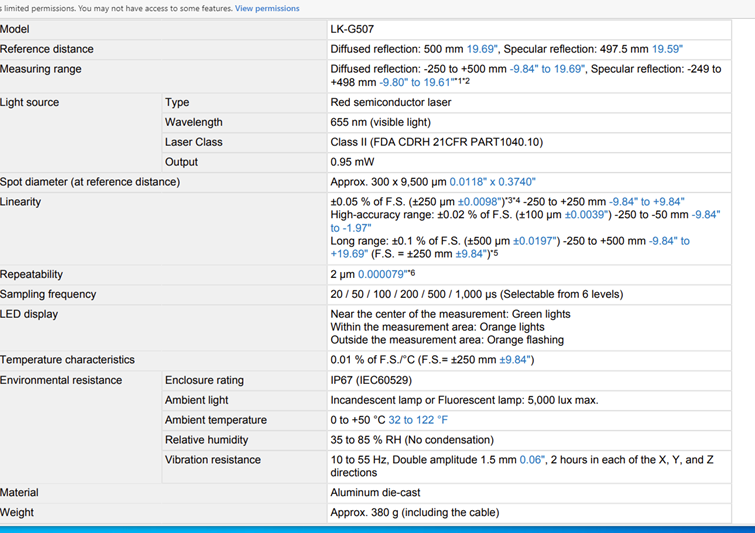 s limited permissions. You may not have access to some features. View permissions
Model LK-G507
Reference distance Diffused reflection: 500 mm 19.69", Specular reflection: 497.5 mm 19.59"
Measuring range Diffused reflection: -250 to +500 mm -9.84" to 19.69", Specular reflection: -249 to
+498 mm -9.80" to 19.61"*1*2
Light source Type Red semiconductor laser
Wavelength 655 nm (visible light)
Laser Class Class II (FDA CDRH 21CFR PART1040.10)
Output 0.95 mW
Spot diameter (at reference distance) Approx. 300 x 9,500 µm 0.0118" x 0.3740"
Linearity ±0.05 % of F.S. (±250 µm ±0.0098")*3*4 -250 to +250 mm -9.84" to +9.84"
High-accuracy range: ±0.02 % of F.S. (±100 µm ±0.0039") -250 to -50 mm -9.84"
to -1.97"
Long range: ±0.1 % of F.S. (±500 µm ±0.0197") -250 to +500 mm -9.84" to
+19.69" (F.S. = ±250 mm ±9.84")*5
Repeatability 2 µm 0.000079"*6
Sampling frequency 20 / 50 / 100 / 200 / 500 / 1,000 µs (Selectable from 6 levels)
LED display Near the center of the measurement: Green lights
Within the measurement area: Orange lights
Outside the measurement area: Orange flashing
Temperature characteristics 0.01 % of F.S./°C (F.S.= ±250 mm ±9.84")
Environmental resistance Enclosure rating IP67 (IEC60529)
Ambient light Incandescent lamp or Fluorescent lamp: 5,000 lux max.
Ambient temperature 0 to +50 °C 32 to 122 °F
Relative humidity 35 to 85 % RH (No condensation)
Vibration resistance 10 to 55 Hz, Double amplitude 1.5 mm 0.06", 2 hours in each of the X, Y, and Z
directions
Material Aluminum die-cast
Weight Approx. 380 g (including the cable)